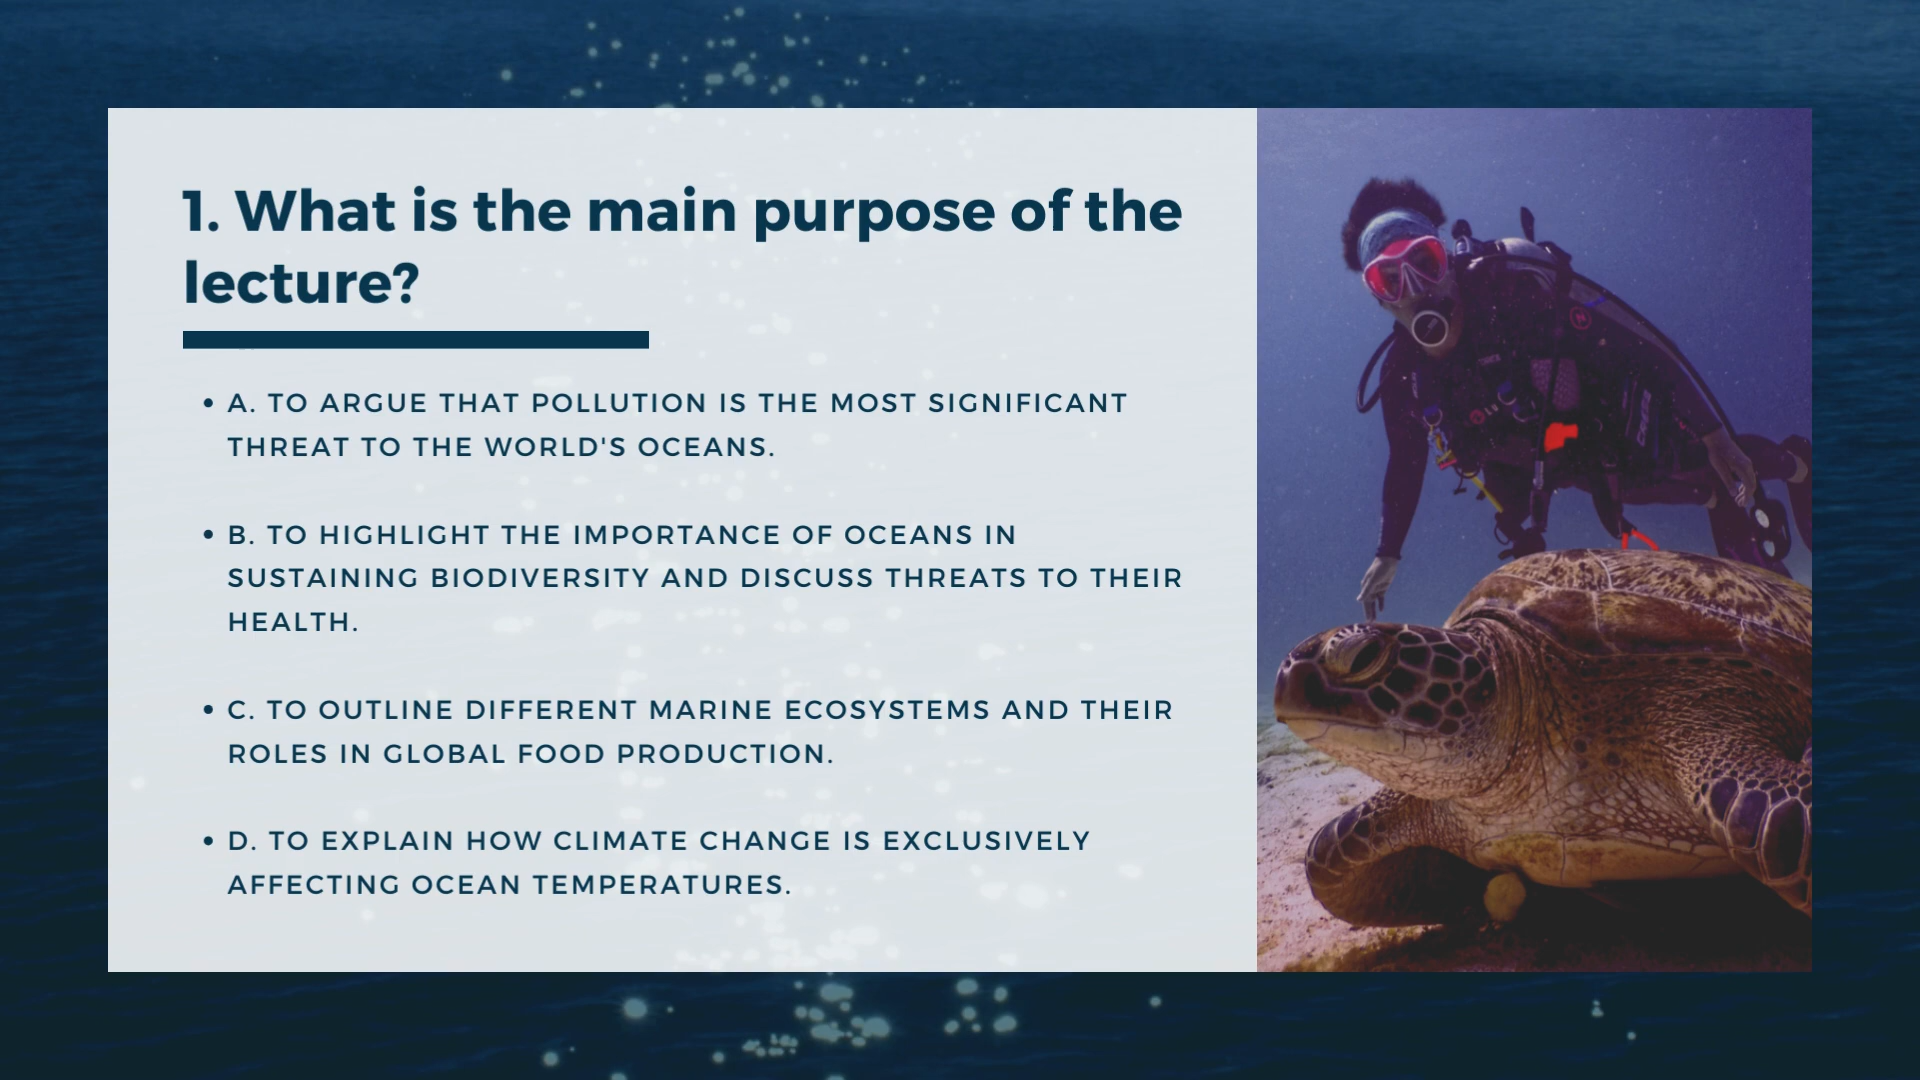 1. What is the main purpose of the
lecture?
• A. TO ARGUE THAT POLLUTION IS THE MOST SIGNIFICANT
THREAT TO THE WORLD'S OCEANS.
• B. TO HIGHLIGHT THE IMPORTANCE OF OCEANS IN
SUSTAINING BIODIVERSITY AND DISCUSS THREATS TO THEIR
HEALTH.
• C. TO OUTLINE DIFFERENT MARINE ECOSYSTEMS AND THEIR
ROLES IN GLOBAL FOOD PRODUCTION.
• D. TO EXPLAIN HOW CLIMATE CHANGE IS EXCLUSIVELY
AFFECTING OCEAN TEMPERATURES.